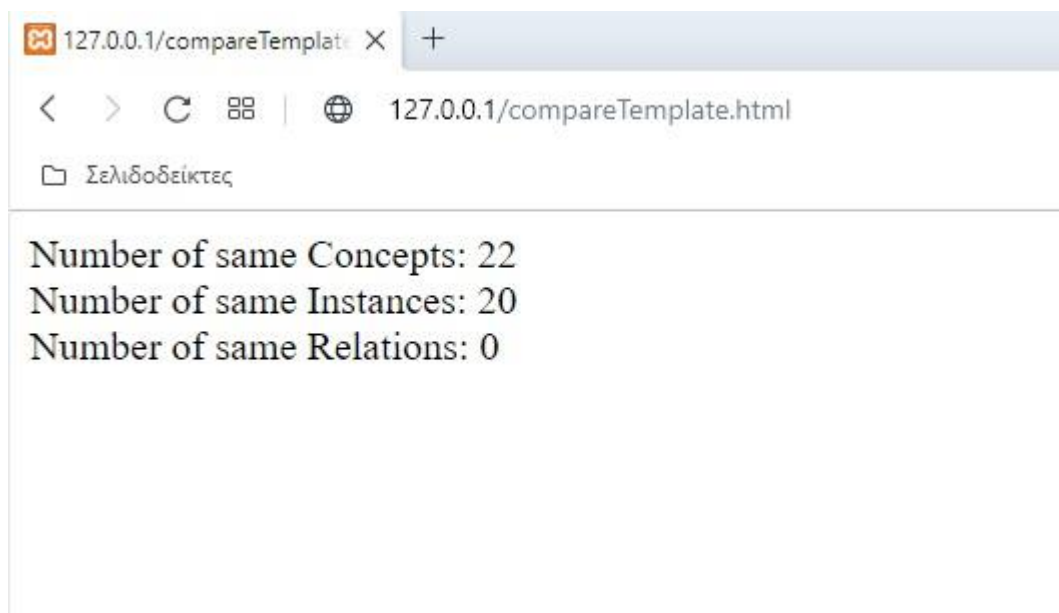 127.0.0.1/compareTemplat
127.0.0.1/compareTemplate.html
Σελιδοδείκτες
Number of same Concepts: 22
Number of same Instances: 20
Number of same Relations: 0